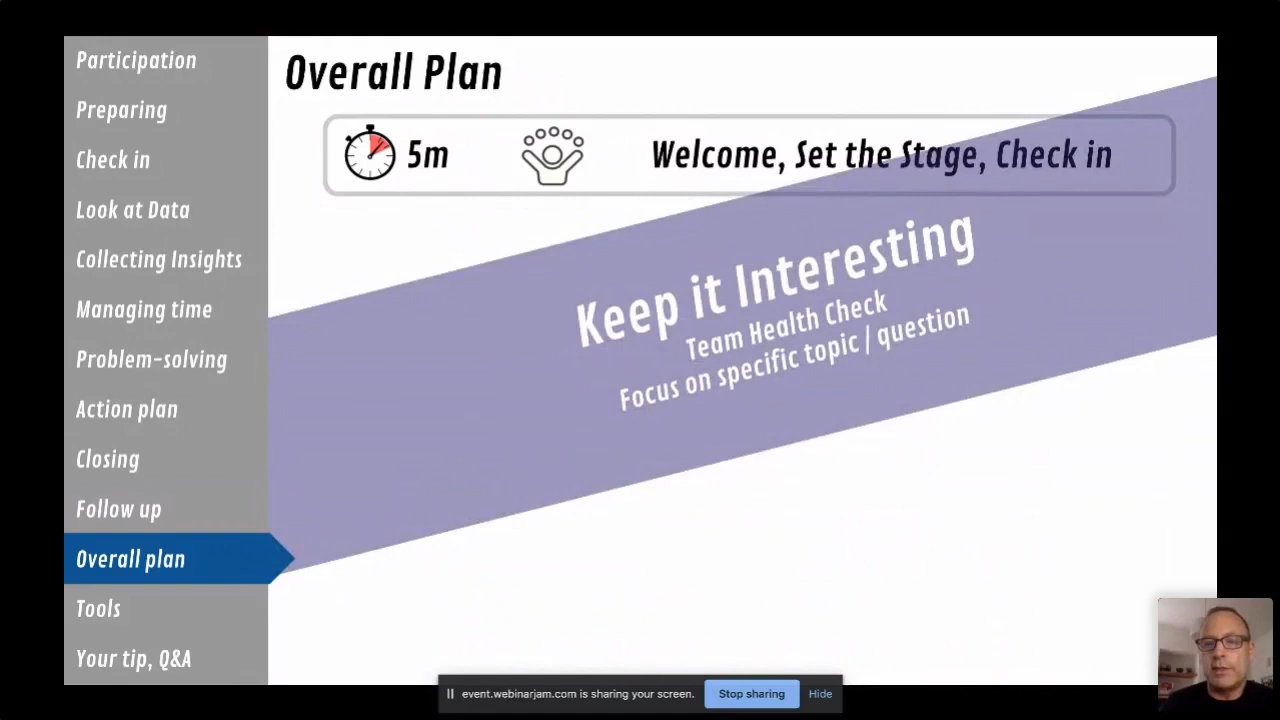 Participation
Preparing
Check in
Look at Data
Collecting Insights
Managing time
Problem-solving
Action plan
Closing
Follow up
Overall plan
Tools
Your tip, Q&A
Overall Plan
5m
Welcome, Set the Stage, Check in
Keep it Interesting
Team Health Check
Focus on specific topic / question
event.webinarjam.com is sharing your screen.
Stop sharing
Hide